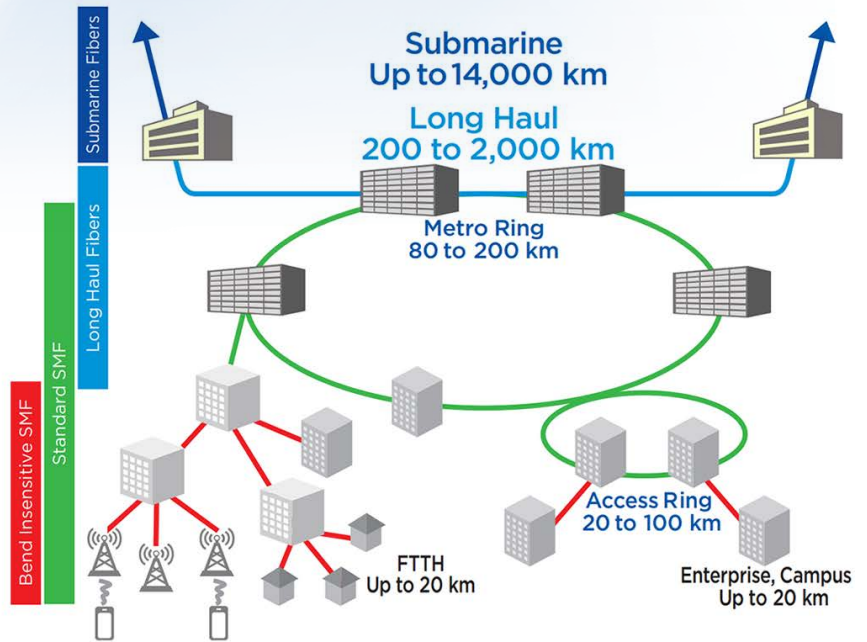 Submarine Fibers
Long Haul Fibers
Standard SMF
Bend Insensitive SMF
Submarine
Up to 14,000 km
Long Haul
200 to 2,000 km
Metro Ring
80 to 200 km
Access Ring
20 to 100 km
FTTH
Up to 20 km
Enterprise, Campus
Up to 20 km